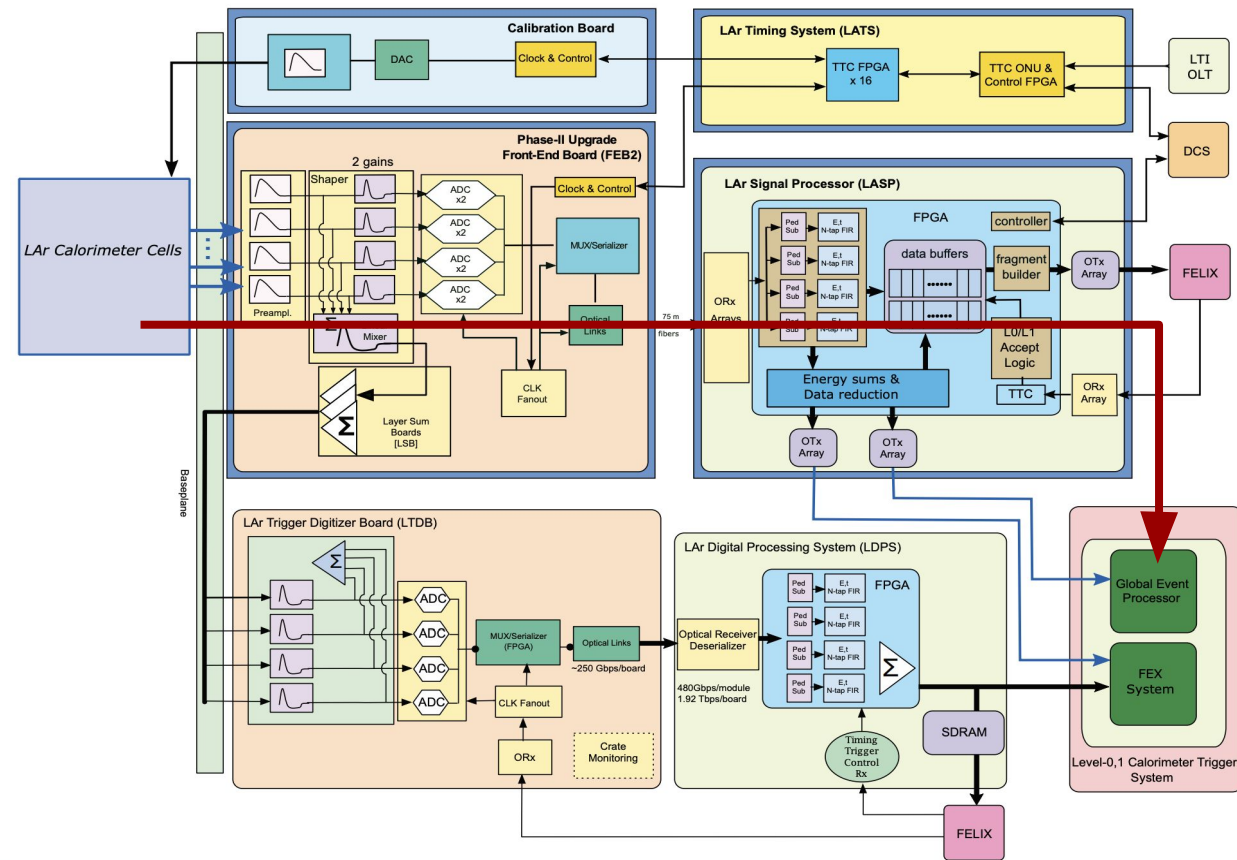 Calibration Board
DAC
Clock & Control
LAr Timing System (LATS)
TTC FPGA
x 16
TTC ONU &
Control FPGA
LTI
OLT
DCS
Phase-II Upgrade
Front-End Board (FEB2)
2 gains
Shaper
ADC
x2
ADC
x2
ADC
x2
ADC
x2
Clock & Control
MUX/Serializer
Optical
Links
Preampl.
Σ
Mixer
CLK
Fanout
Σ
Layer Sum
Boards
[LSB]
LAr Calorimeter Cells
Baseplane
75 m
fibers
LAr Signal Processor (LASP)
FPGA
controller
ORx
Arrays
Ped
Sub
E,t
N-tap FIR
Ped
Sub
E,t
N-tap FIR
Ped
Sub
E,t
N-tap FIR
Ped
Sub
E,t
N-tap FIR
data buffers
fragment
builder
OTx
Array
FELIX
L0/L1
Accept
Logic
TTC
ORx
Array
Energy sums &
Data reduction
OTx
Array
OTx
Array
LAr Trigger Digitizer Board (LTDB)
Σ
ADC
ADC
ADC
ADC
MUX/Serializer
(FPGA)
Optical Links
~250 Gbps/board
CLK Fanout
ORx
Crate
Monitoring
LAr Digital Processing System (LDPS)
Optical Receiver
Deserializer
480Gbps/module
1.92 Tbps/board
FPGA
Ped
Sub
E,t
N-tap FIR
Ped
Sub
E,t
N-tap FIR
Ped
Sub
E,t
N-tap FIR
Ped
Sub
E,t
N-tap FIR
Σ
Timing
Trigger
Control
Rx
SDRAM
FELIX
Global Event
Processor
FEX
System
Level-0,1 Calorimeter Trigger
System